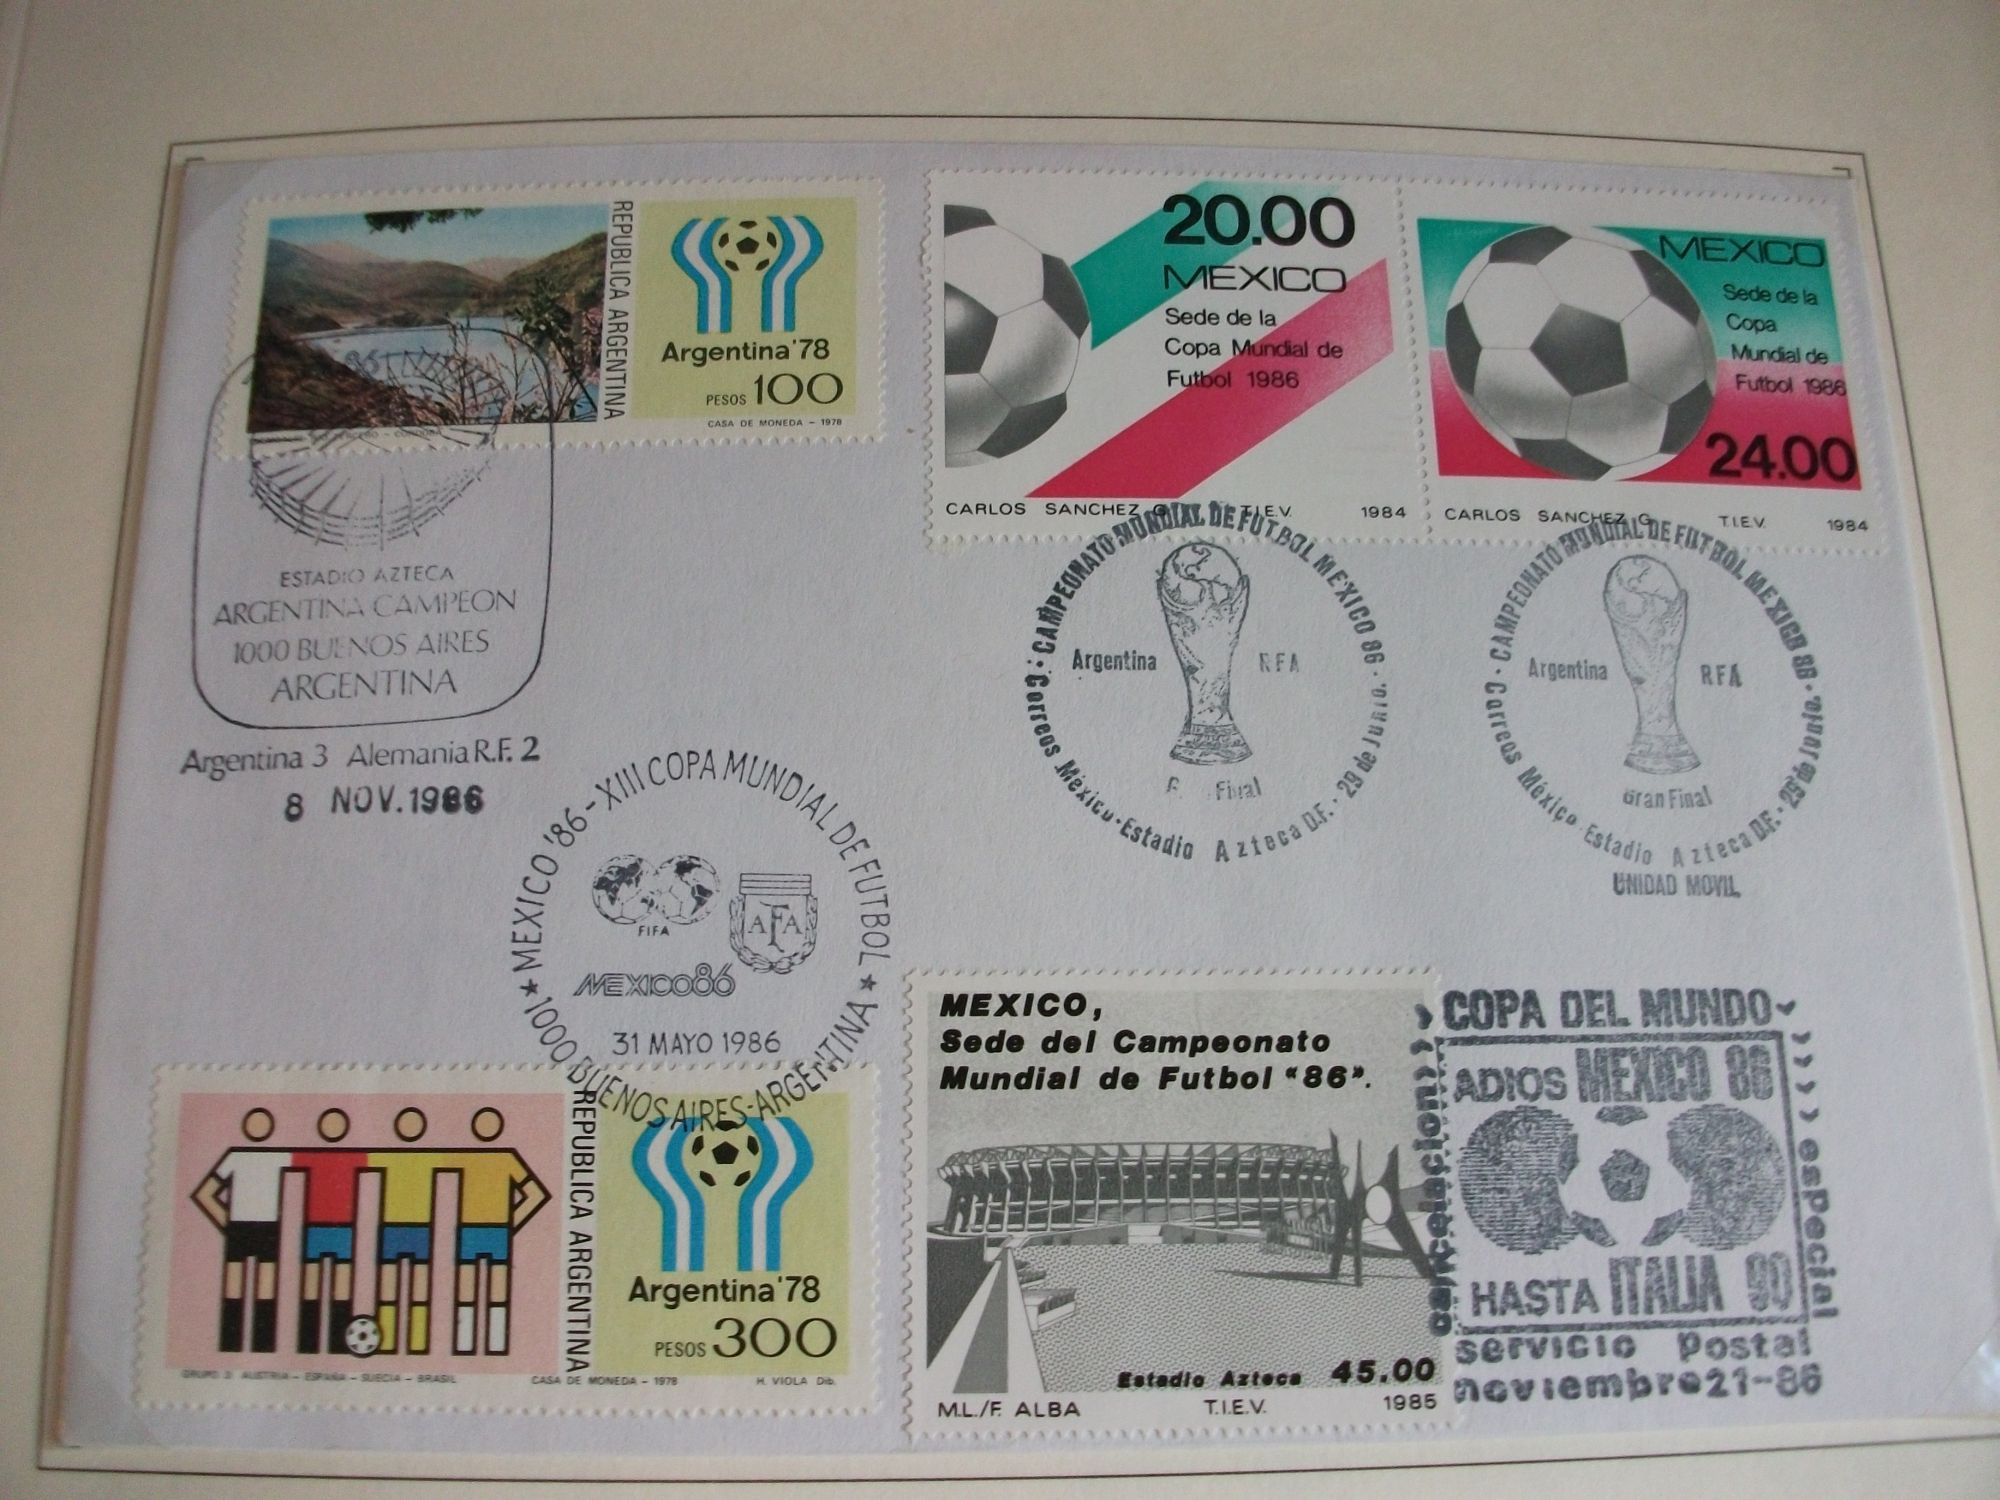 REPUBLICA ARGENTINA
Argentina '78
PESOS 100
CASA DE MONEDA - 1978
86
ESTADIO AZTECA
ARGENTINA CAMPEON
1000 BUENOS AIRES
ARGENTINA
Argentina 3 Alemania R.F. 2
8 NOV. 1986
20.00
MEXICO
Sede de la
Copa Mundial de
Futbol 1986
CARLOS SANCHEZ G. T.I.E.V. 1984
MEXICO
Sede de la
Copa
Mundial de
Futbol 1986
24.00
CARLOS SANCHEZ G. T.I.E.V. 1984
CAMPEONATO MUNDIAL DE FUTBOL MEXICO 86
Argentina RFA
Final
Correos México · Estadio Azteca D.F. · 29 de Junio.
CAMPEONATO MUNDIAL DE FUTBOL MEXICO 86
Argentina RFA
Gran Final
Correos México · Estadio Azteca D.F. · 29 de Junio.
UNIDAD MOVIL
MEXICO '86 - XIII COPA MUNDIAL DE FUTBOL
FIFA
AFA
MEXICO86
31 MAYO 1986
1000 BUENOS AIRES - ARGENTINA
REPUBLICA ARGENTINA
Argentina '78
PESOS 300
GRUPO 3: AUSTRIA - ESPAÑA - SUECIA - BRASIL CASA DE MONEDA - 1978 H. VIOLA Dib.
MEXICO,
Sede del Campeonato
Mundial de Futbol "86".
Estadio Azteca 45.00
M.L./F. ALBA T.I.E.V. 1985
COPA DEL MUNDO
ADIOS MEXICO 86
HASTA ITALIA 90
especial
servicio Postal
noviembre 21-86